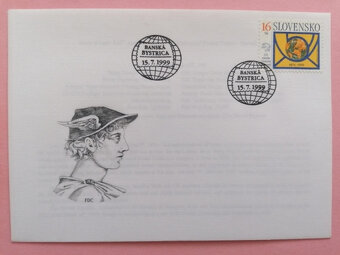 BANSKÁ
BYSTRICA
15.7.1999
16 SLOVENSKO
BANSKÁ
BYSTRICA
15.7.1999
FDC